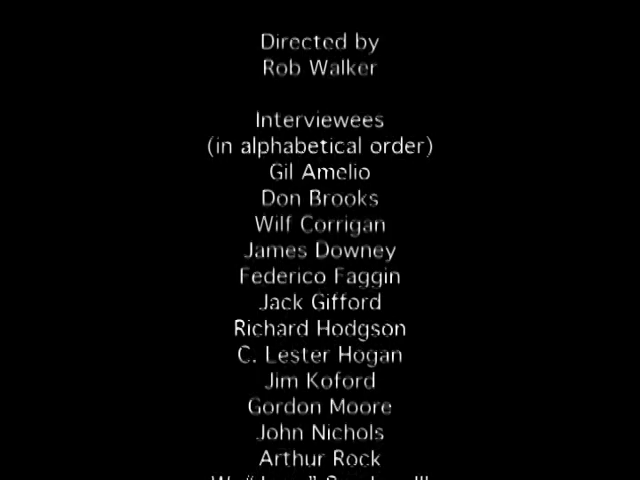 Directed by
Rob Walker
Interviewees
(in alphabetical order)
Gil Amelio
Don Brooks
Wilf Corrigan
James Downey
Federico Faggin
Jack Gifford
Richard Hodgson
C. Lester Hogan
Jim Koford
Gordon Moore
John Nichols
Arthur Rock